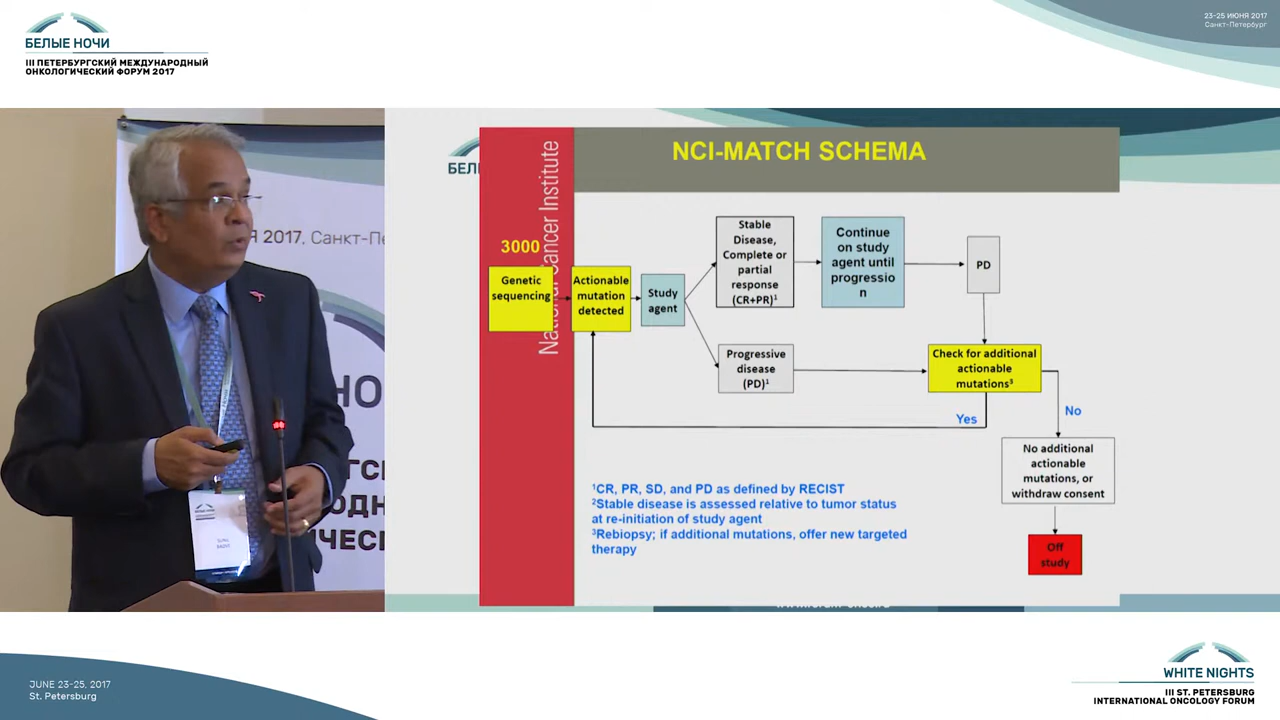 БЕЛЫЕ НОЧИ
III ПЕТЕРБУРГСКИЙ МЕЖДУНАРОДНЫЙ
ОНКОЛОГИЧЕСКИЙ ФОРУМ 2017
23-25 ИЮНЯ 2017
Санкт-Петербург
Я 2017, Санкт-Пе
НО
ГС
ОДН
ИЧЕС
БЕЛ
National Cancer Institute
NCI-MATCH SCHEMA
3000
Genetic
sequencing
Actionable
mutation
detected
Study
agent
Stable
Disease,
Complete or
partial
response
(CR+PR)¹
Continue
on study
agent until
progressio
n
PD
Progressive
disease
(PD)¹
Check for additional
actionable
mutations³
Yes
No
No additional
actionable
mutations, or
withdraw consent
Off
study
¹CR, PR, SD, and PD as defined by RECIST
²Stable disease is assessed relative to tumor status
at re-initiation of study agent
³Rebiopsy; if additional mutations, offer new targeted
therapy
JUNE 23-25, 2017
St. Petersburg
WHITE NIGHTS
III ST. PETERSBURG
INTERNATIONAL ONCOLOGY FORUM